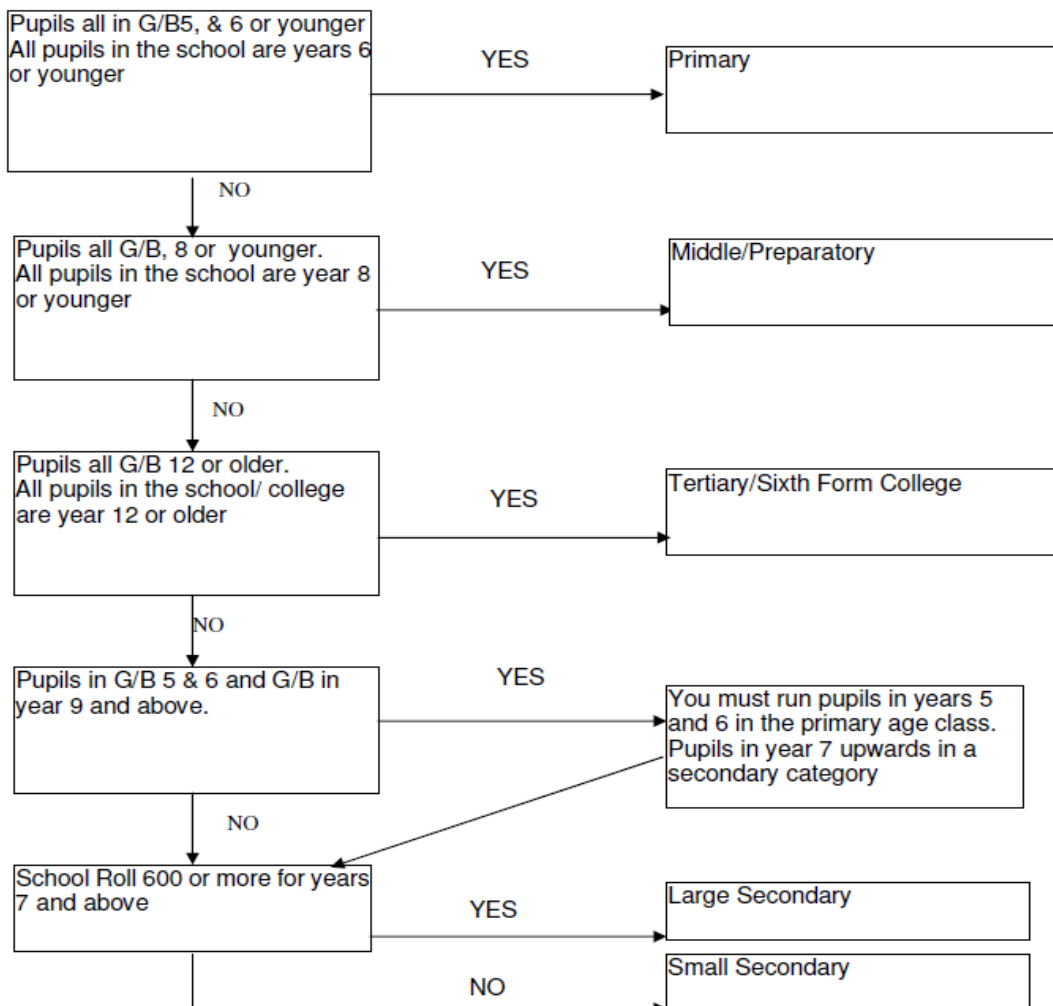 Pupils all in G/B5, & 6 or younger
All pupils in the school are years 6
or younger
YES
Primary
NO
Pupils all G/B, 8 or  younger.
All pupils in the school are year 8
or younger
YES
Middle/Preparatory
NO
Pupils all G/B 12 or older.
All pupils in the school/ college
are year 12 or older
YES
Tertiary/Sixth Form College
NO
Pupils in G/B 5 & 6 and G/B in
year 9 and above.
YES
You must run pupils in years 5
and 6 in the primary age class.
Pupils in year 7 upwards in a
secondary category
NO
School Roll 600 or more for years
7 and above
YES
Large Secondary
NO
Small Secondary